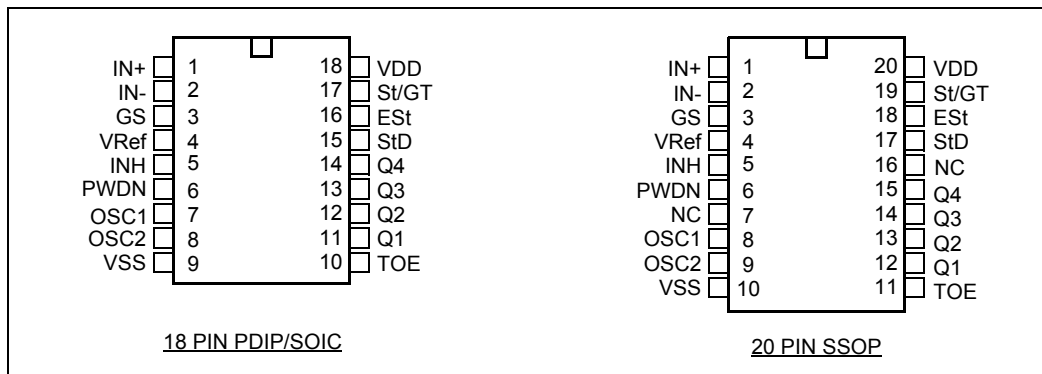 IN+ 1 18 VDD
IN- 2 17 St/GT
GS 3 16 ESt
VRef 4 15 StD
INH 5 14 Q4
PWDN 6 13 Q3
OSC1 7 12 Q2
OSC2 8 11 Q1
VSS 9 10 TOE
18 PIN PDIP/SOIC
IN+ 1 20 VDD
IN- 2 19 St/GT
GS 3 18 ESt
VRef 4 17 StD
INH 5 16 NC
PWDN 6 15 Q4
NC 7 14 Q3
OSC1 8 13 Q2
OSC2 9 12 Q1
VSS 10 11 TOE
20 PIN SSOP